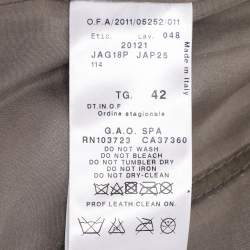 O.F.A/2011/05252/011
Etic. Lav. 048
20121
JAG18P JAP25
114
Made in Italy
TG. 42
DT.IN O.F
Ordine stagionale
G.A.O. SPA
RN103723 CA37360
DO NOT WASH
DO NOT BLEACH
DO NOT TUMBLER DRY
DO NOT IRON
DO NOT DRY-CLEAN
PROF.LEATH.CLEAN ON.